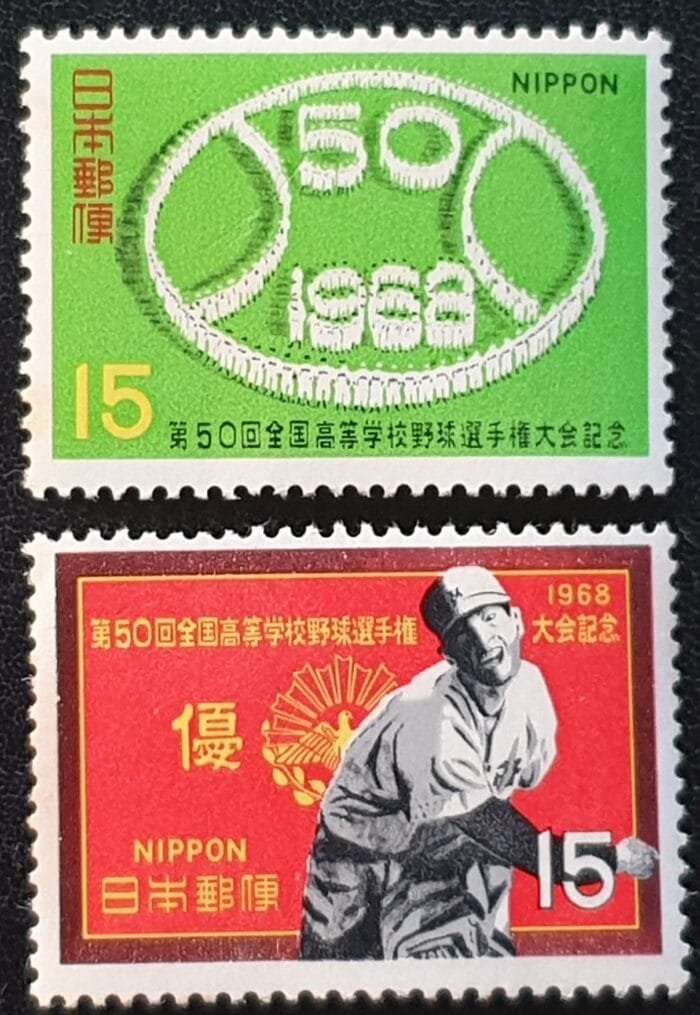 日本郵便
NIPPON
50
1968
15
第50回全国高等学校野球選手権大会記念
1968
第50回全国高等学校野球選手権
大会記念
優
NIPPON
日本郵便
15